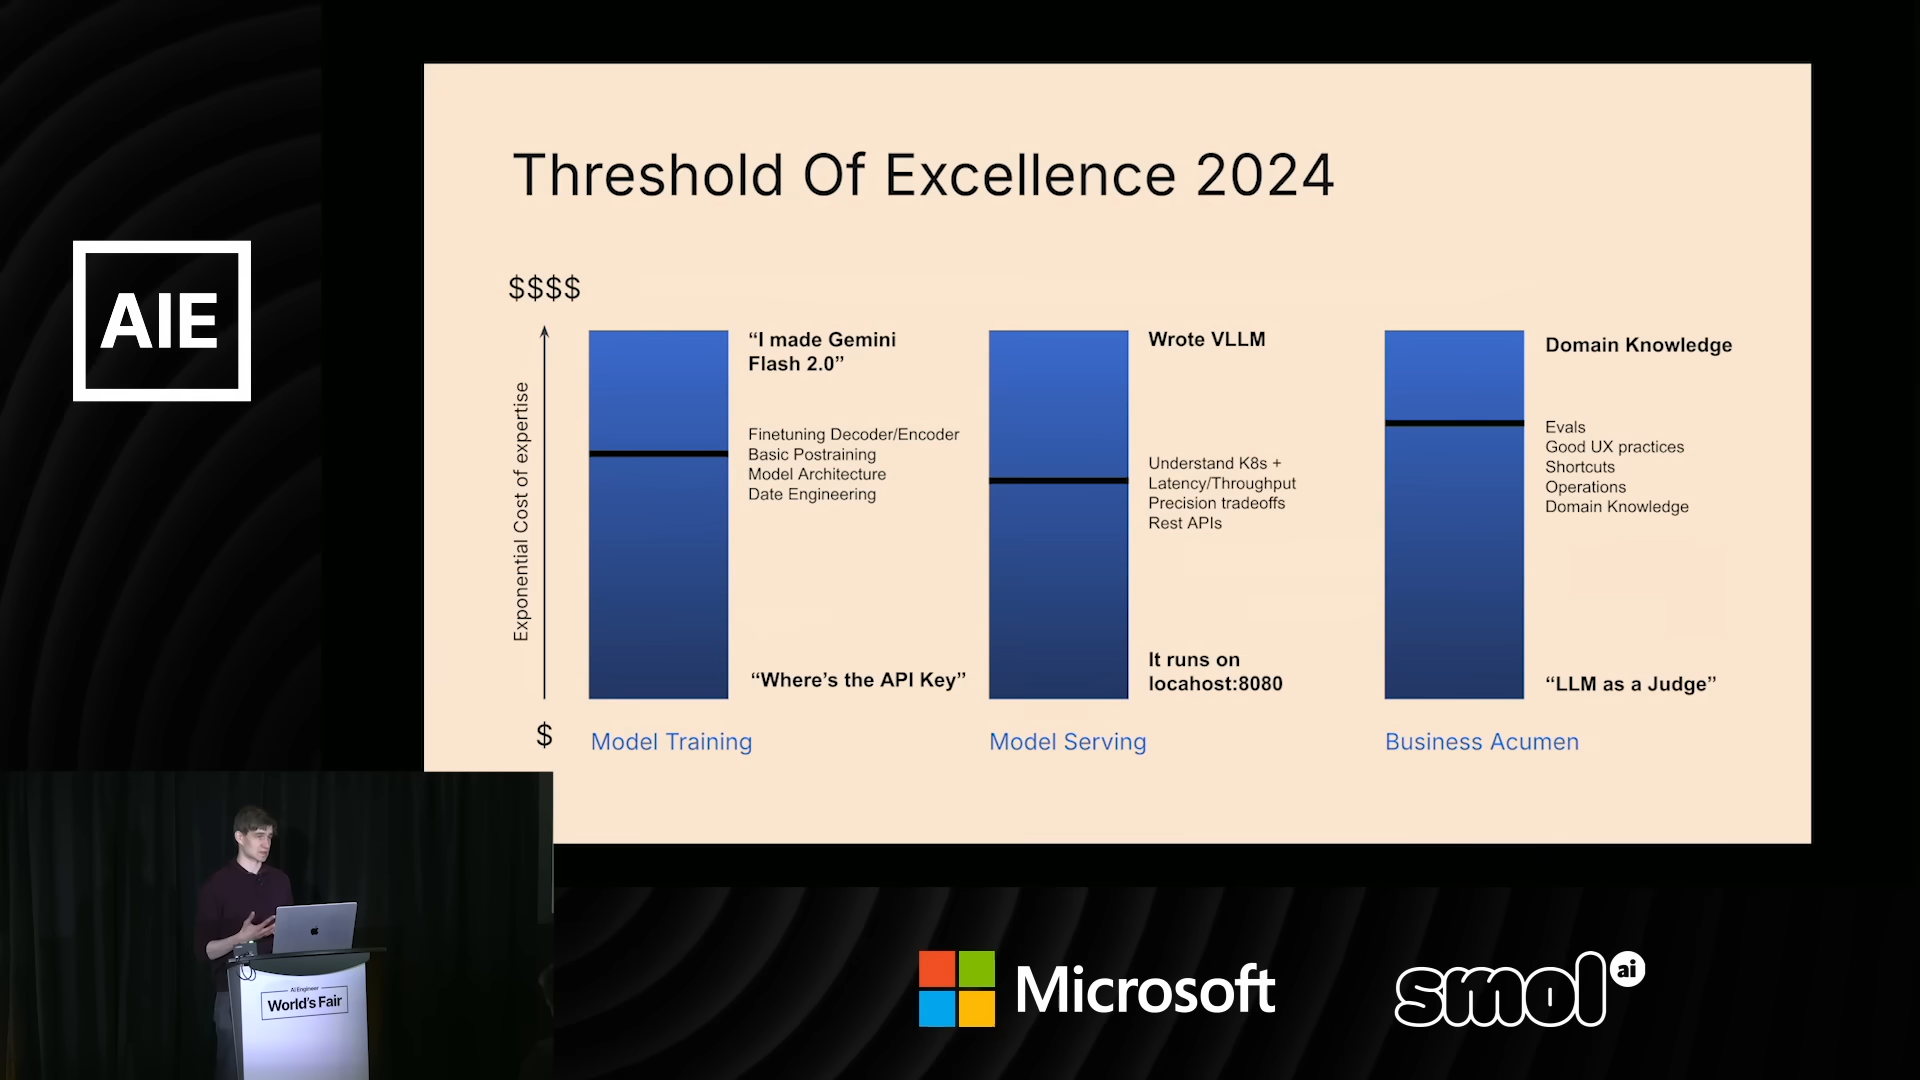 AIE
Threshold Of Excellence 2024
$$$$
Exponential Cost of expertise
$
“I made Gemini
Flash 2.0”
Finetuning Decoder/Encoder
Basic Postraining
Model Architecture
Date Engineering
“Where’s the API Key”
Model Training
Wrote VLLM
Understand K8s +
Latency/Throughput
Precision tradeoffs
Rest APIs
It runs on
locahost:8080
Model Serving
Domain Knowledge
Evals
Good UX practices
Shortcuts
Operations
Domain Knowledge
“LLM as a Judge”
Business Acumen
AI Engineer
World's Fair
Microsoft
smol ai